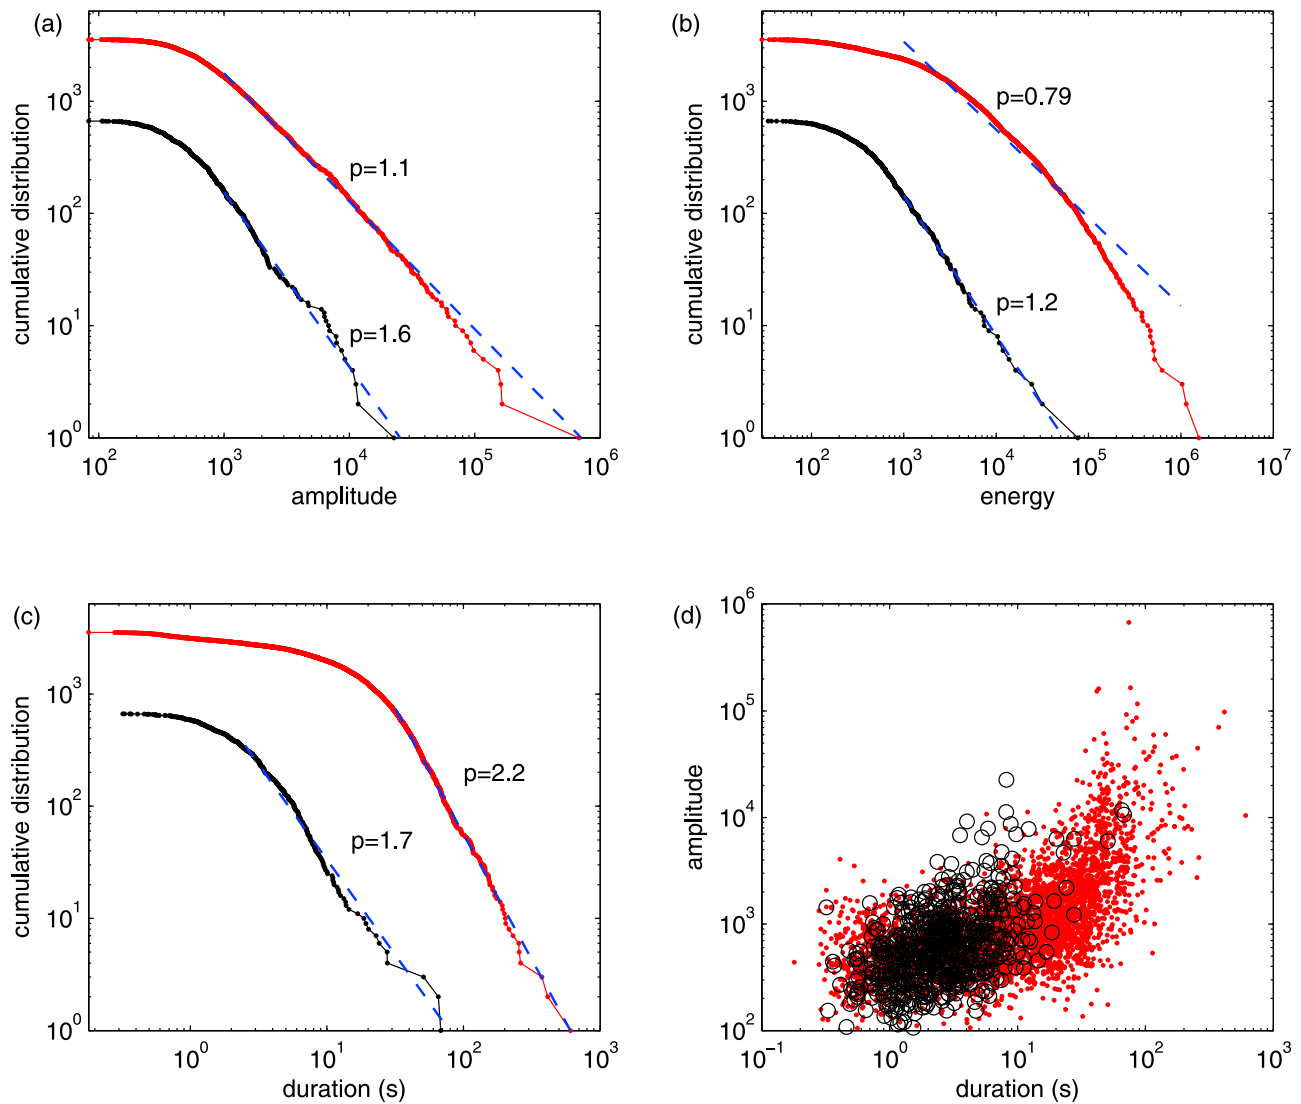 (a)
cumulative distribution
10^3
10^2
10^1
10^0
p=1.1
p=1.6
10^2 10^3 10^4 10^5 10^6
amplitude
(b)
cumulative distribution
10^3
10^2
10^1
10^0
p=0.79
p=1.2
10^2 10^3 10^4 10^5 10^6 10^7
energy
(c)
cumulative distribution
10^3
10^2
10^1
10^0
p=2.2
p=1.7
10^0 10^1 10^2 10^3
duration (s)
(d)
amplitude
10^6
10^5
10^4
10^3
10^2
10^−1 10^0 10^1 10^2 10^3
duration (s)